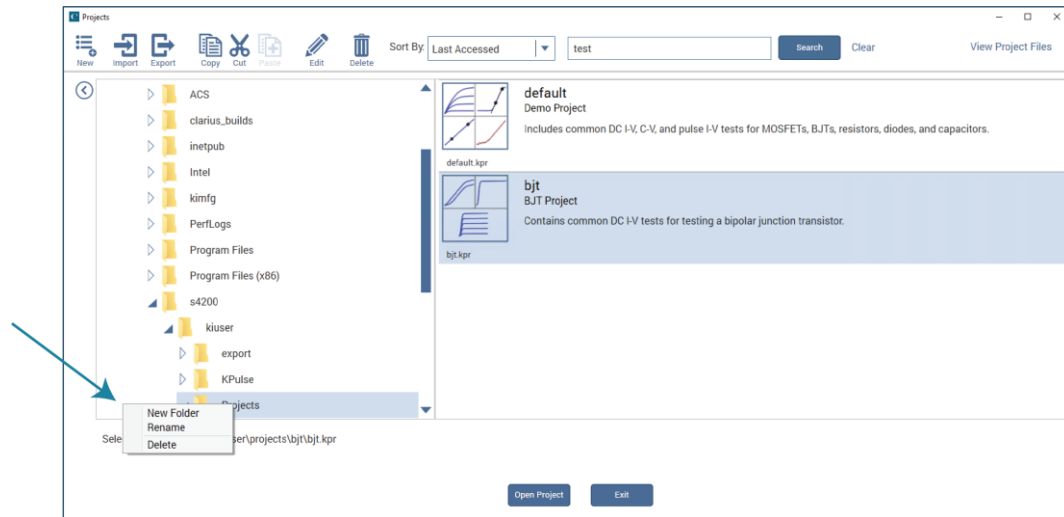 Projects
New
Import
Export
Copy
Cut
Paste
Edit
Delete
Sort By
Last Accessed
test
Search
Clear
View Project Files
ACS
clarius_builds
inetpub
Intel
kimfg
PerfLogs
Program Files
Program Files (x86)
s4200
kiuser
export
KPulse
Projects
default
Demo Project
Includes common DC I-V, C-V, and pulse I-V tests for MOSFETs, BJTs, resistors, diodes, and capacitors.
default.kpr
bjt
BJT Project
Contains common DC I-V tests for testing a bipolar junction transistor.
bjt.kpr
New Folder
Rename
Delete
Sele
ser\projects\bjt\bjt.kpr
Open Project
Exit